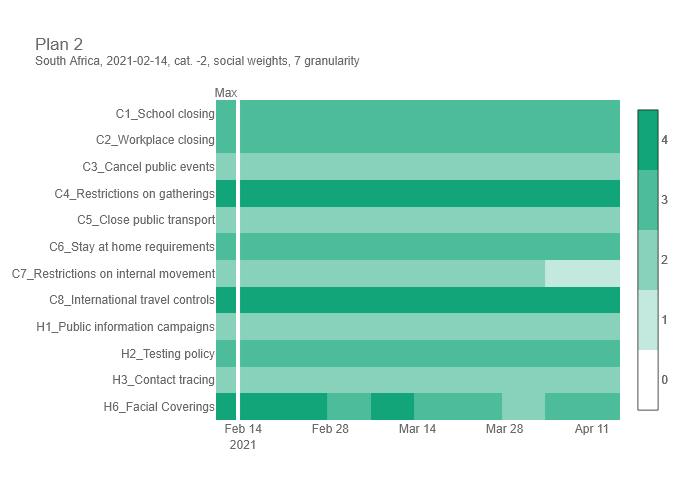 Plan 2
South Africa, 2021-02-14, cat. -2, social weights, 7 granularity
Max
C1_School closing
C2_Workplace closing
C3_Cancel public events
C4_Restrictions on gatherings
C5_Close public transport
C6_Stay at home requirements
C7_Restrictions on internal movement
C8_International travel controls
H1_Public information campaigns
H2_Testing policy
H3_Contact tracing
H6_Facial Coverings
Feb 14 Feb 28 Mar 14 Mar 28 Apr 11
2021
4
3
2
1
0